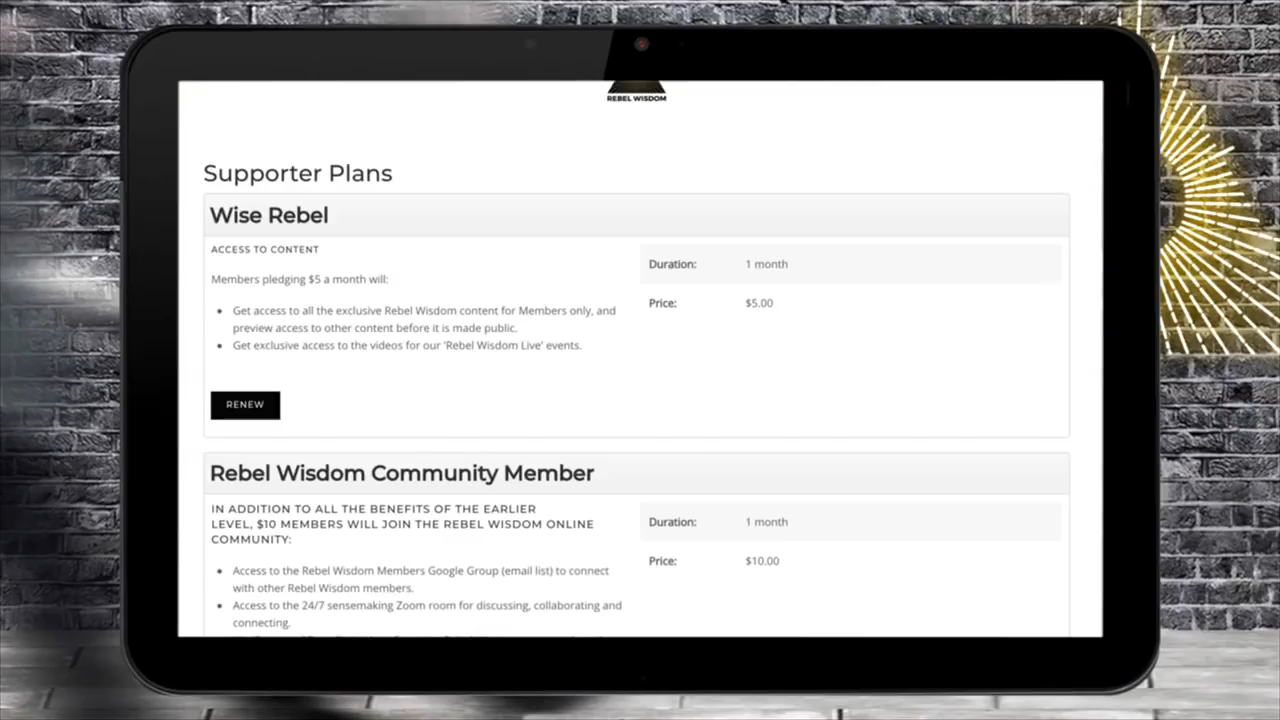 REBEL WISDOM
Supporter Plans
Wise Rebel
ACCESS TO CONTENT
Members pledging $5 a month will:
• Get access to all the exclusive Rebel Wisdom content for Members only, and
preview access to other content before it is made public.
• Get exclusive access to the videos for our 'Rebel Wisdom Live' events.
Duration: 1 month
Price: $5.00
RENEW
Rebel Wisdom Community Member
IN ADDITION TO ALL THE BENEFITS OF THE EARLIER
LEVEL, $10 MEMBERS WILL JOIN THE REBEL WISDOM ONLINE
COMMUNITY:
• Access to the Rebel Wisdom Members Google Group (email list) to connect
with other Rebel Wisdom members.
• Access to the 24/7 sensemaking Zoom room for discussing, collaborating and
connecting.
Duration: 1 month
Price: $10.00